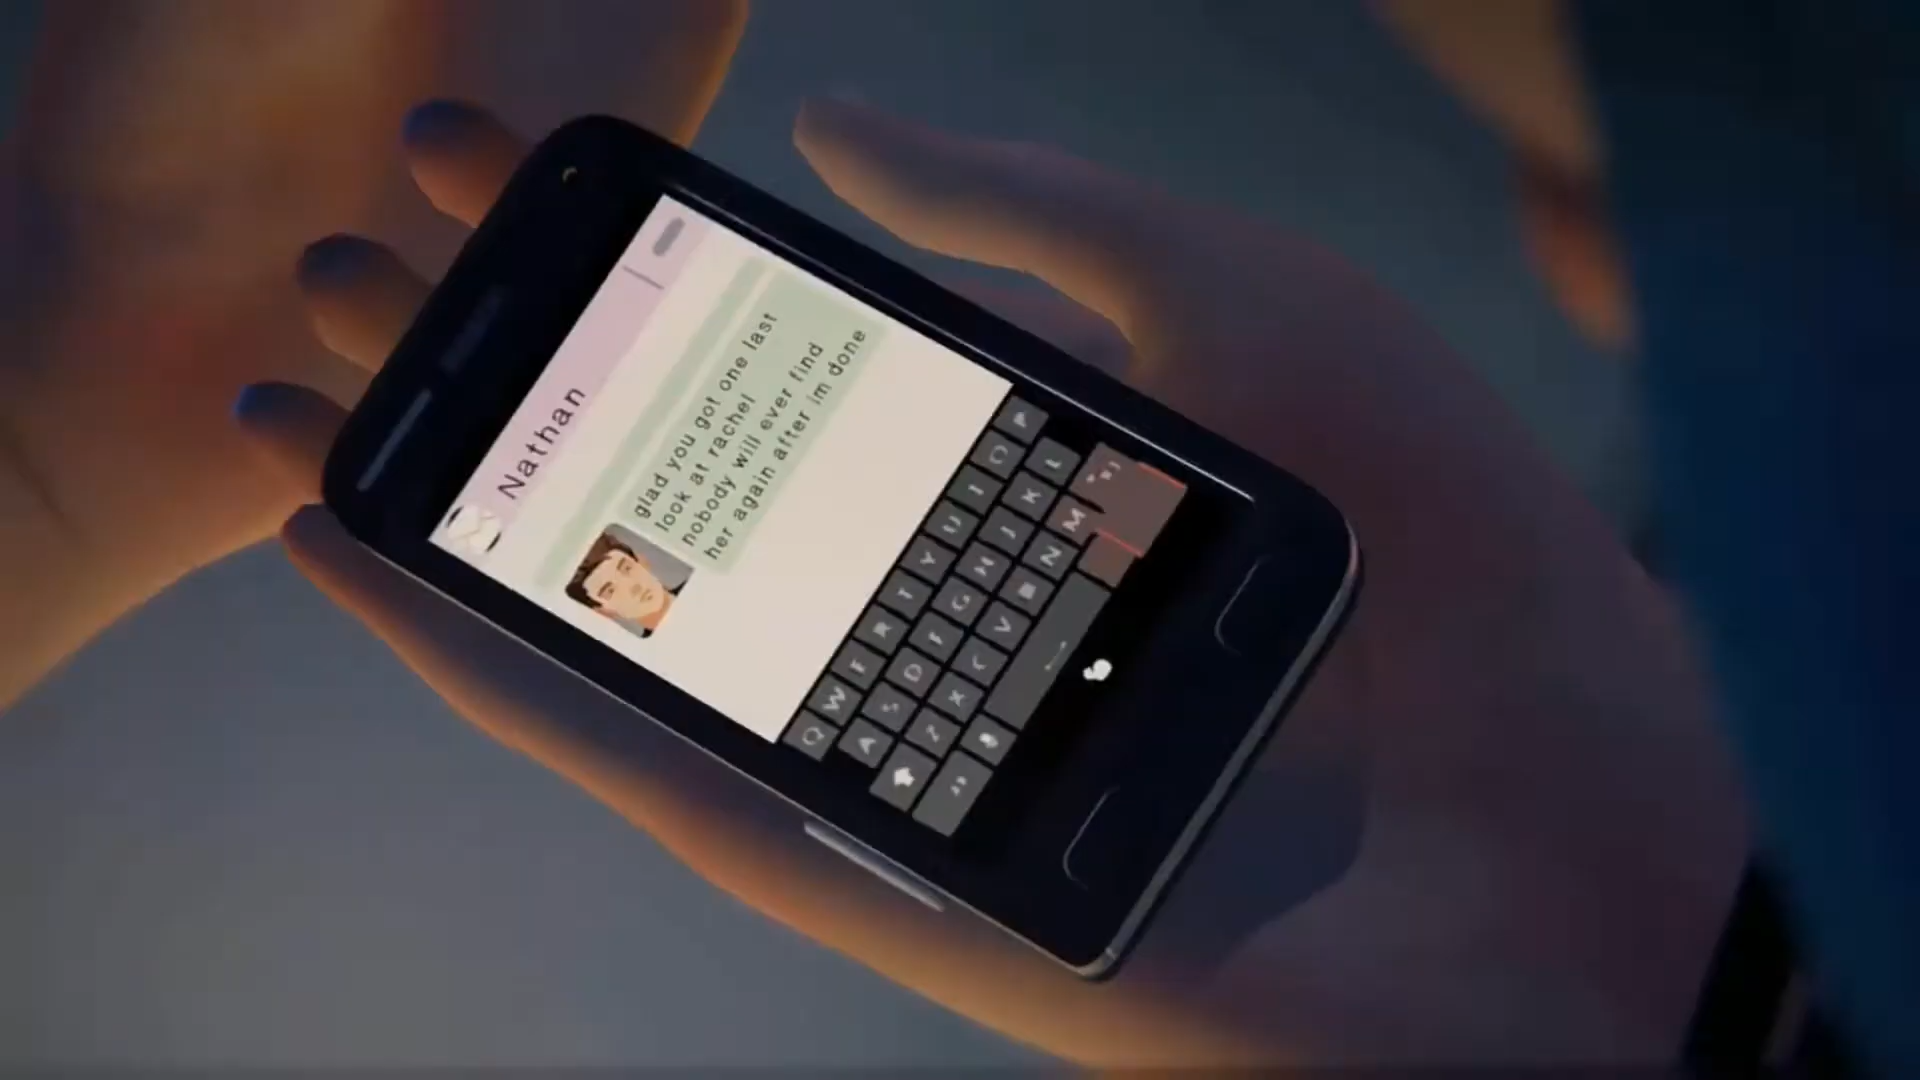 Nathan
glad you got one last
look at rachel
nobody will ever find
her again after im done
Q W E R T Y U I O P
A S D F G H J K L
Z X C V B N M